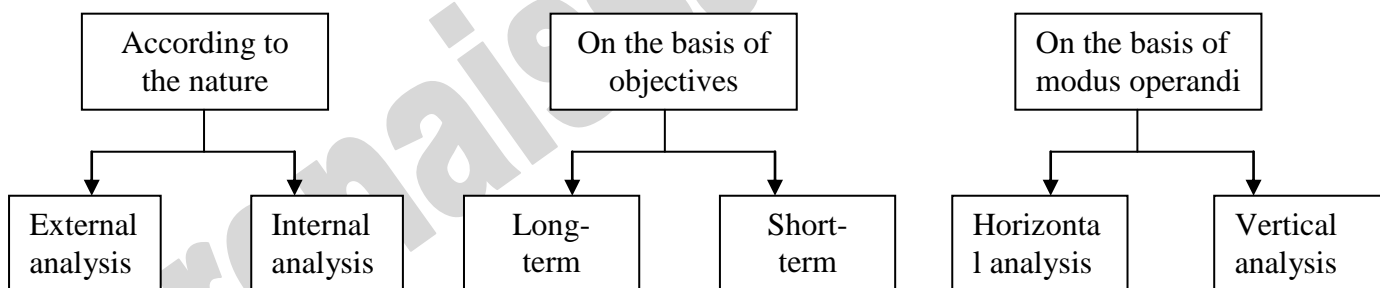 According to
the nature
On the basis of
objectives
On the basis of
modus operandi
External
analysis
Internal
analysis
Long-
term
Short-
term
Horizonta
l analysis
Vertical
analysis